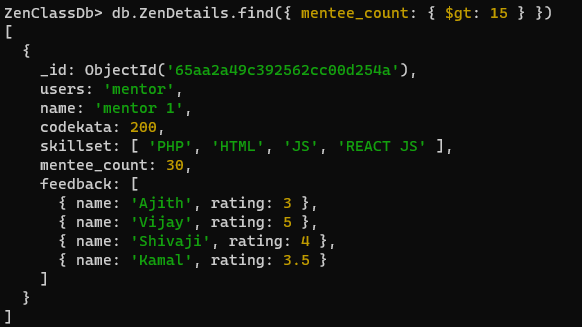 ZenClassDb> db.ZenDetails.find({ mentee_count: { $gt: 15 } })
[
  {
    _id: ObjectId('65aa2a49c392562cc00d254a'),
    users: 'mentor',
    name: 'mentor 1',
    codekata: 200,
    skillset: [ 'PHP', 'HTML', 'JS', 'REACT JS' ],
    mentee_count: 30,
    feedback: [
      { name: 'Ajith', rating: 3 },
      { name: 'Vijay', rating: 5 },
      { name: 'Shivaji', rating: 4 },
      { name: 'Kamal', rating: 3.5 }
    ]
  }
]